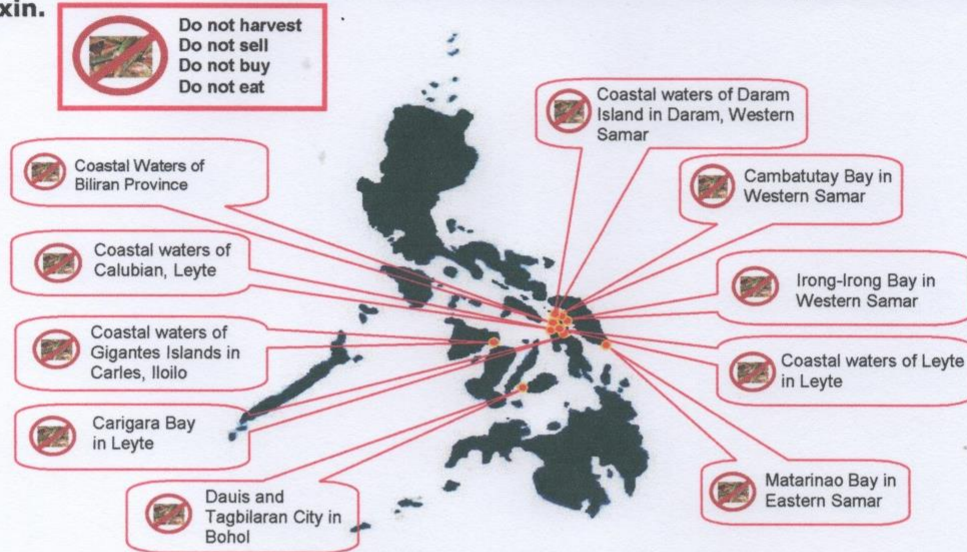 xin.
Do not harvest
Do not sell
Do not buy
Do not eat
Coastal waters of Daram
Island in Daram, Western
Samar
Coastal Waters of
Biliran Province
Cambatutay Bay in
Western Samar
Coastal waters of
Calubian, Leyte
Irong-Irong Bay in
Western Samar
Coastal waters of
Gigantes Islands in
Carles, Iloilo
Coastal waters of Leyte
in Leyte
Carigara Bay
in Leyte
Matarinao Bay in
Eastern Samar
Dauis and
Tagbilaran City in
Bohol